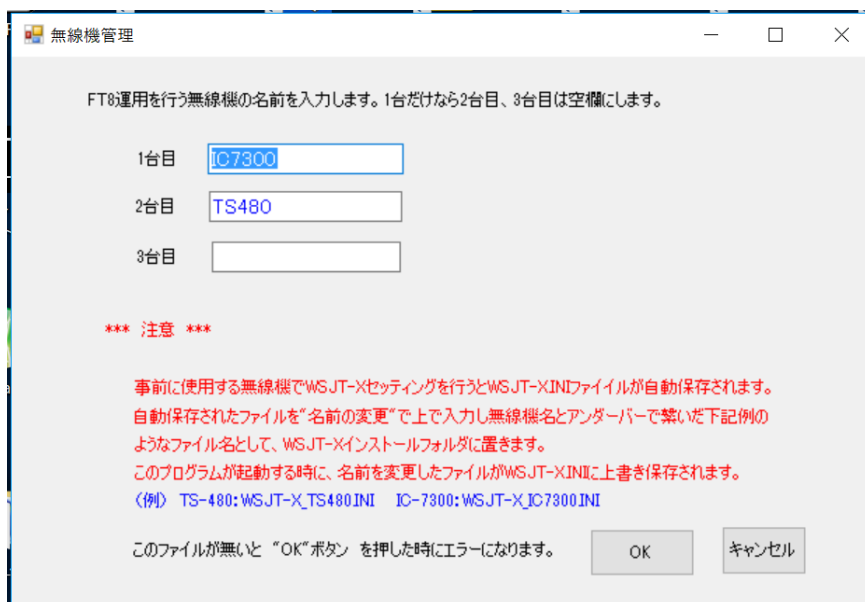 無線機管理
FT8運用を行う無線機の名前を入力します。1台だけなら2台目、3台目は空欄にします。
1台目 IC7300
2台目 TS480
3台目
*** 注意 ***
事前に使用する無線機でWSJT-Xセッティングを行うとWSJT-X.INIファイイルが自動保存されます。
自動保存されたファイルを“名前の変更”で上で入力し無線機名とアンダーバーで繋いだ下記例の
ようなファイル名として、WSJT-Xインストールフォルダに置きます。
このプログラムが起動する時に、名前を変更したファイルがWSJT-X.INIに上書き保存されます。
(例) TS-480:WSJT-X_TS480.INI IC-7300:WSJT-X_IC7300.INI
このファイルが無いと “OK“ボタン を押した時にエラーになります。
OK
キャンセル